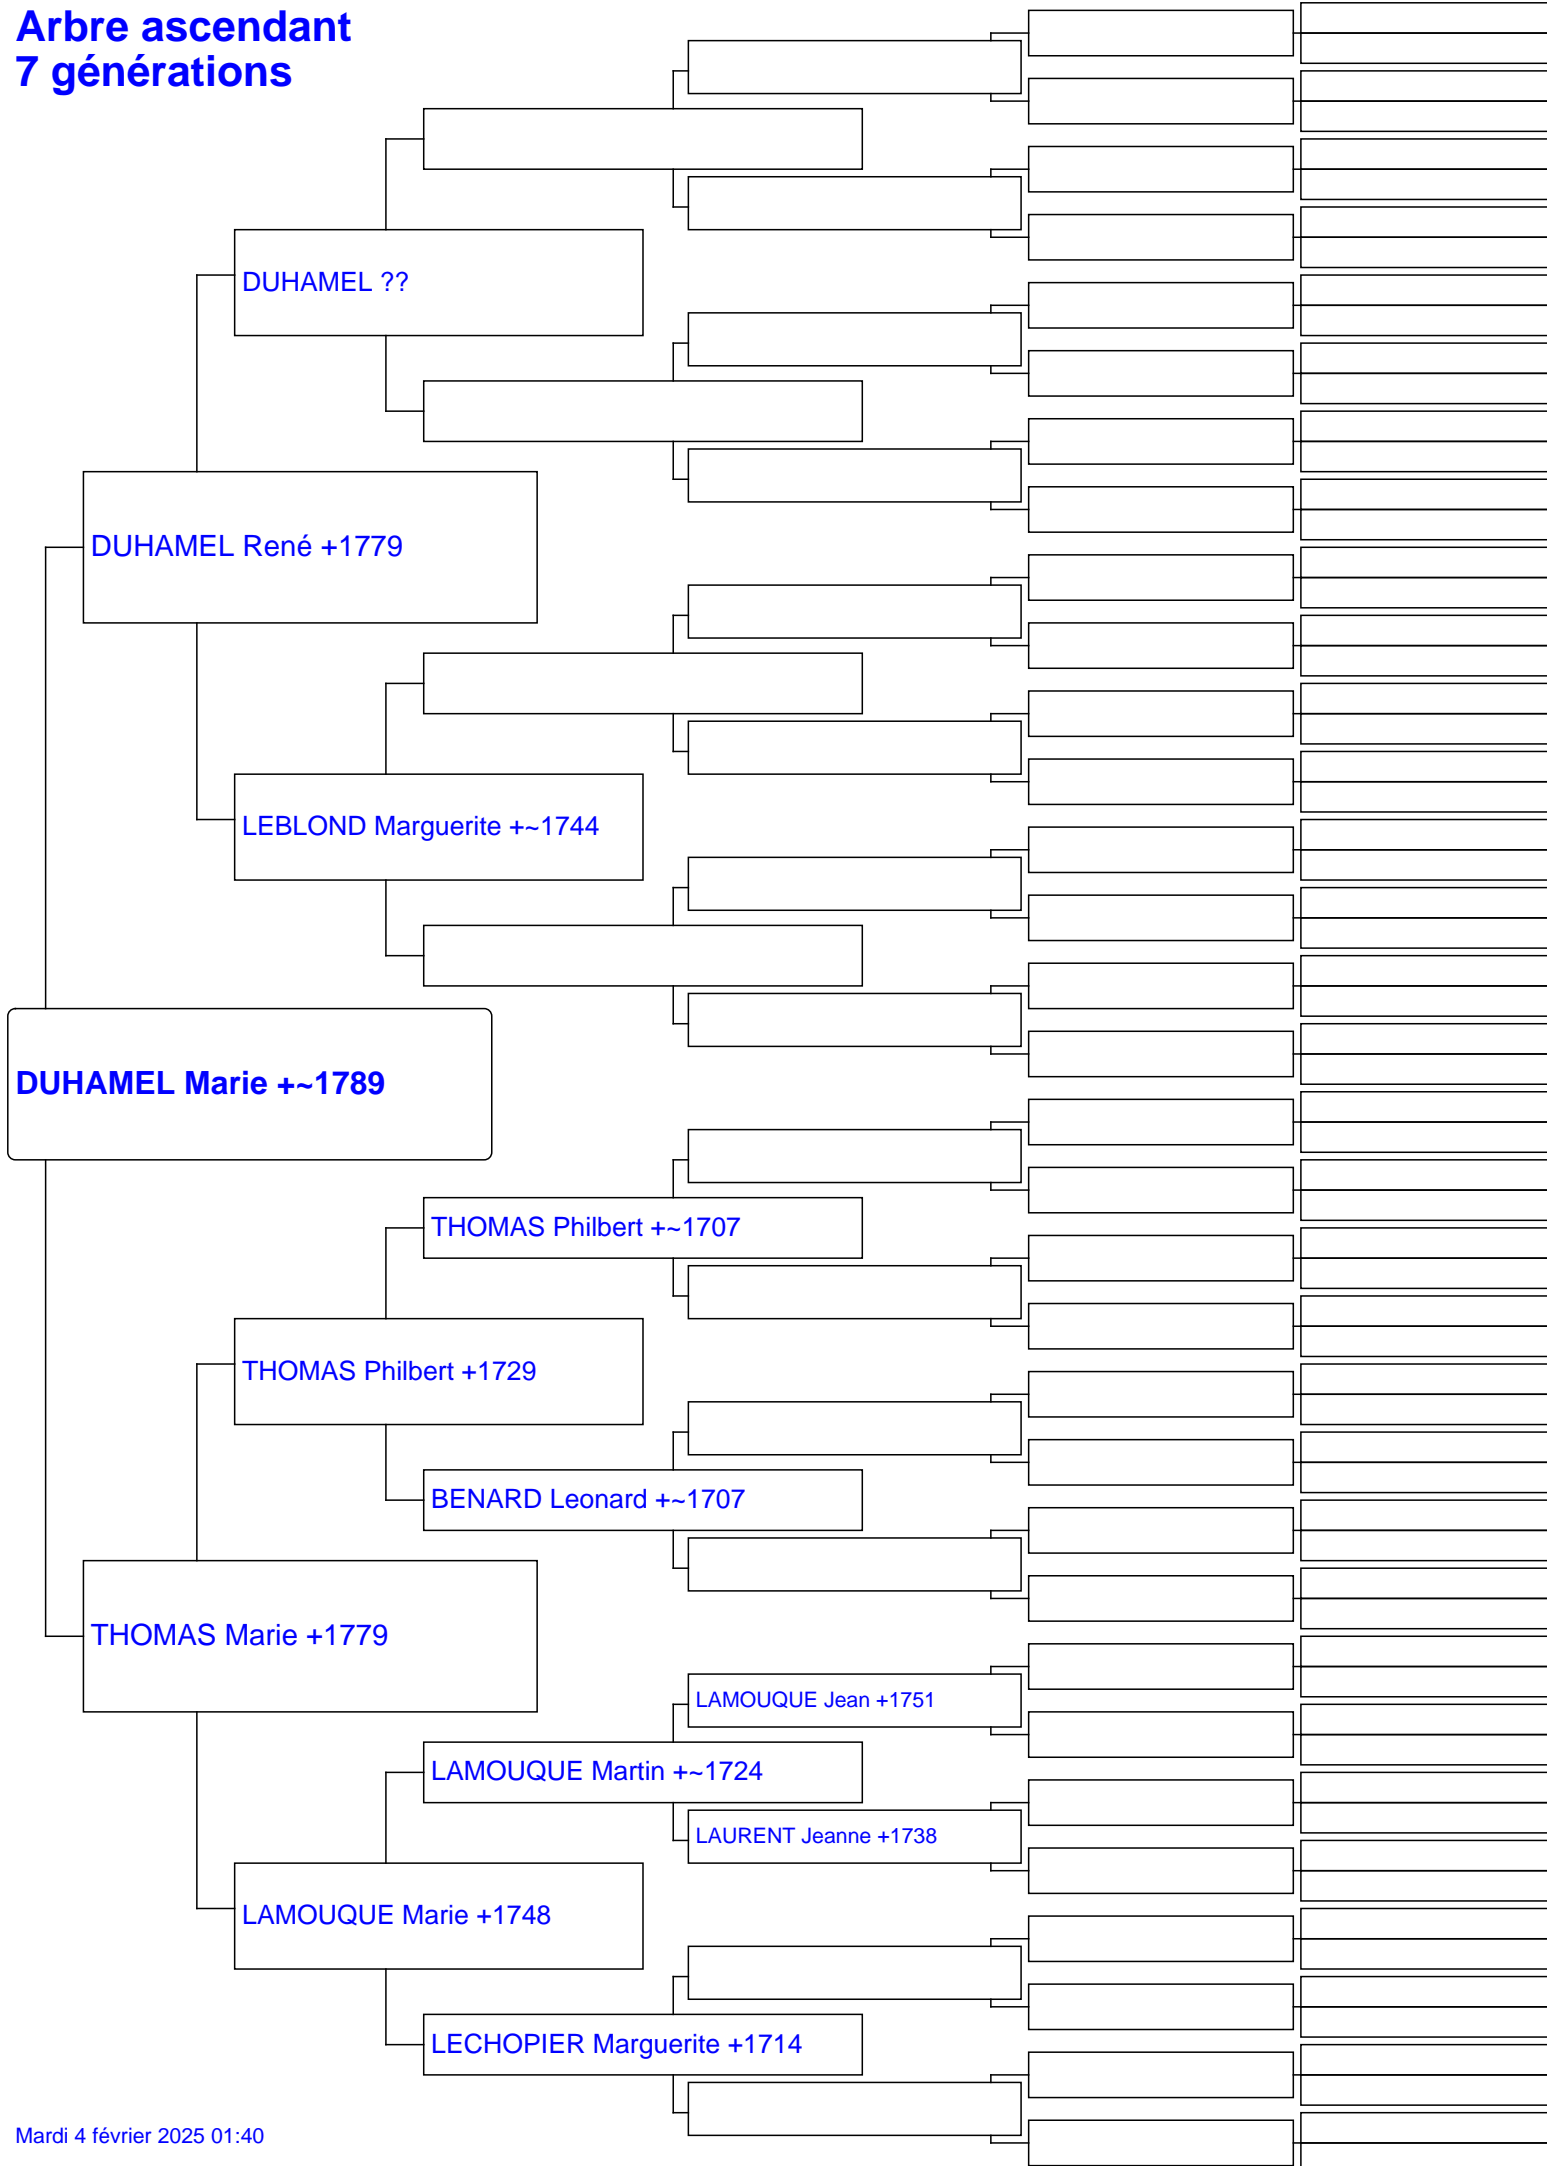 Arbre ascendant
7 générations
DUHAMEL ??
DUHAMEL René +1779
LEBLOND Marguerite +~1744
DUHAMEL Marie +~1789
THOMAS Philbert +~1707
THOMAS Philbert +1729
BENARD Leonard +~1707
THOMAS Marie +1779
LAMOUQUE Jean +1751
LAMOUQUE Martin +~1724
LAURENT Jeanne +1738
LAMOUQUE Marie +1748
LECHOPIER Marguerite +1714
Mardi 4 février 2025 01:40